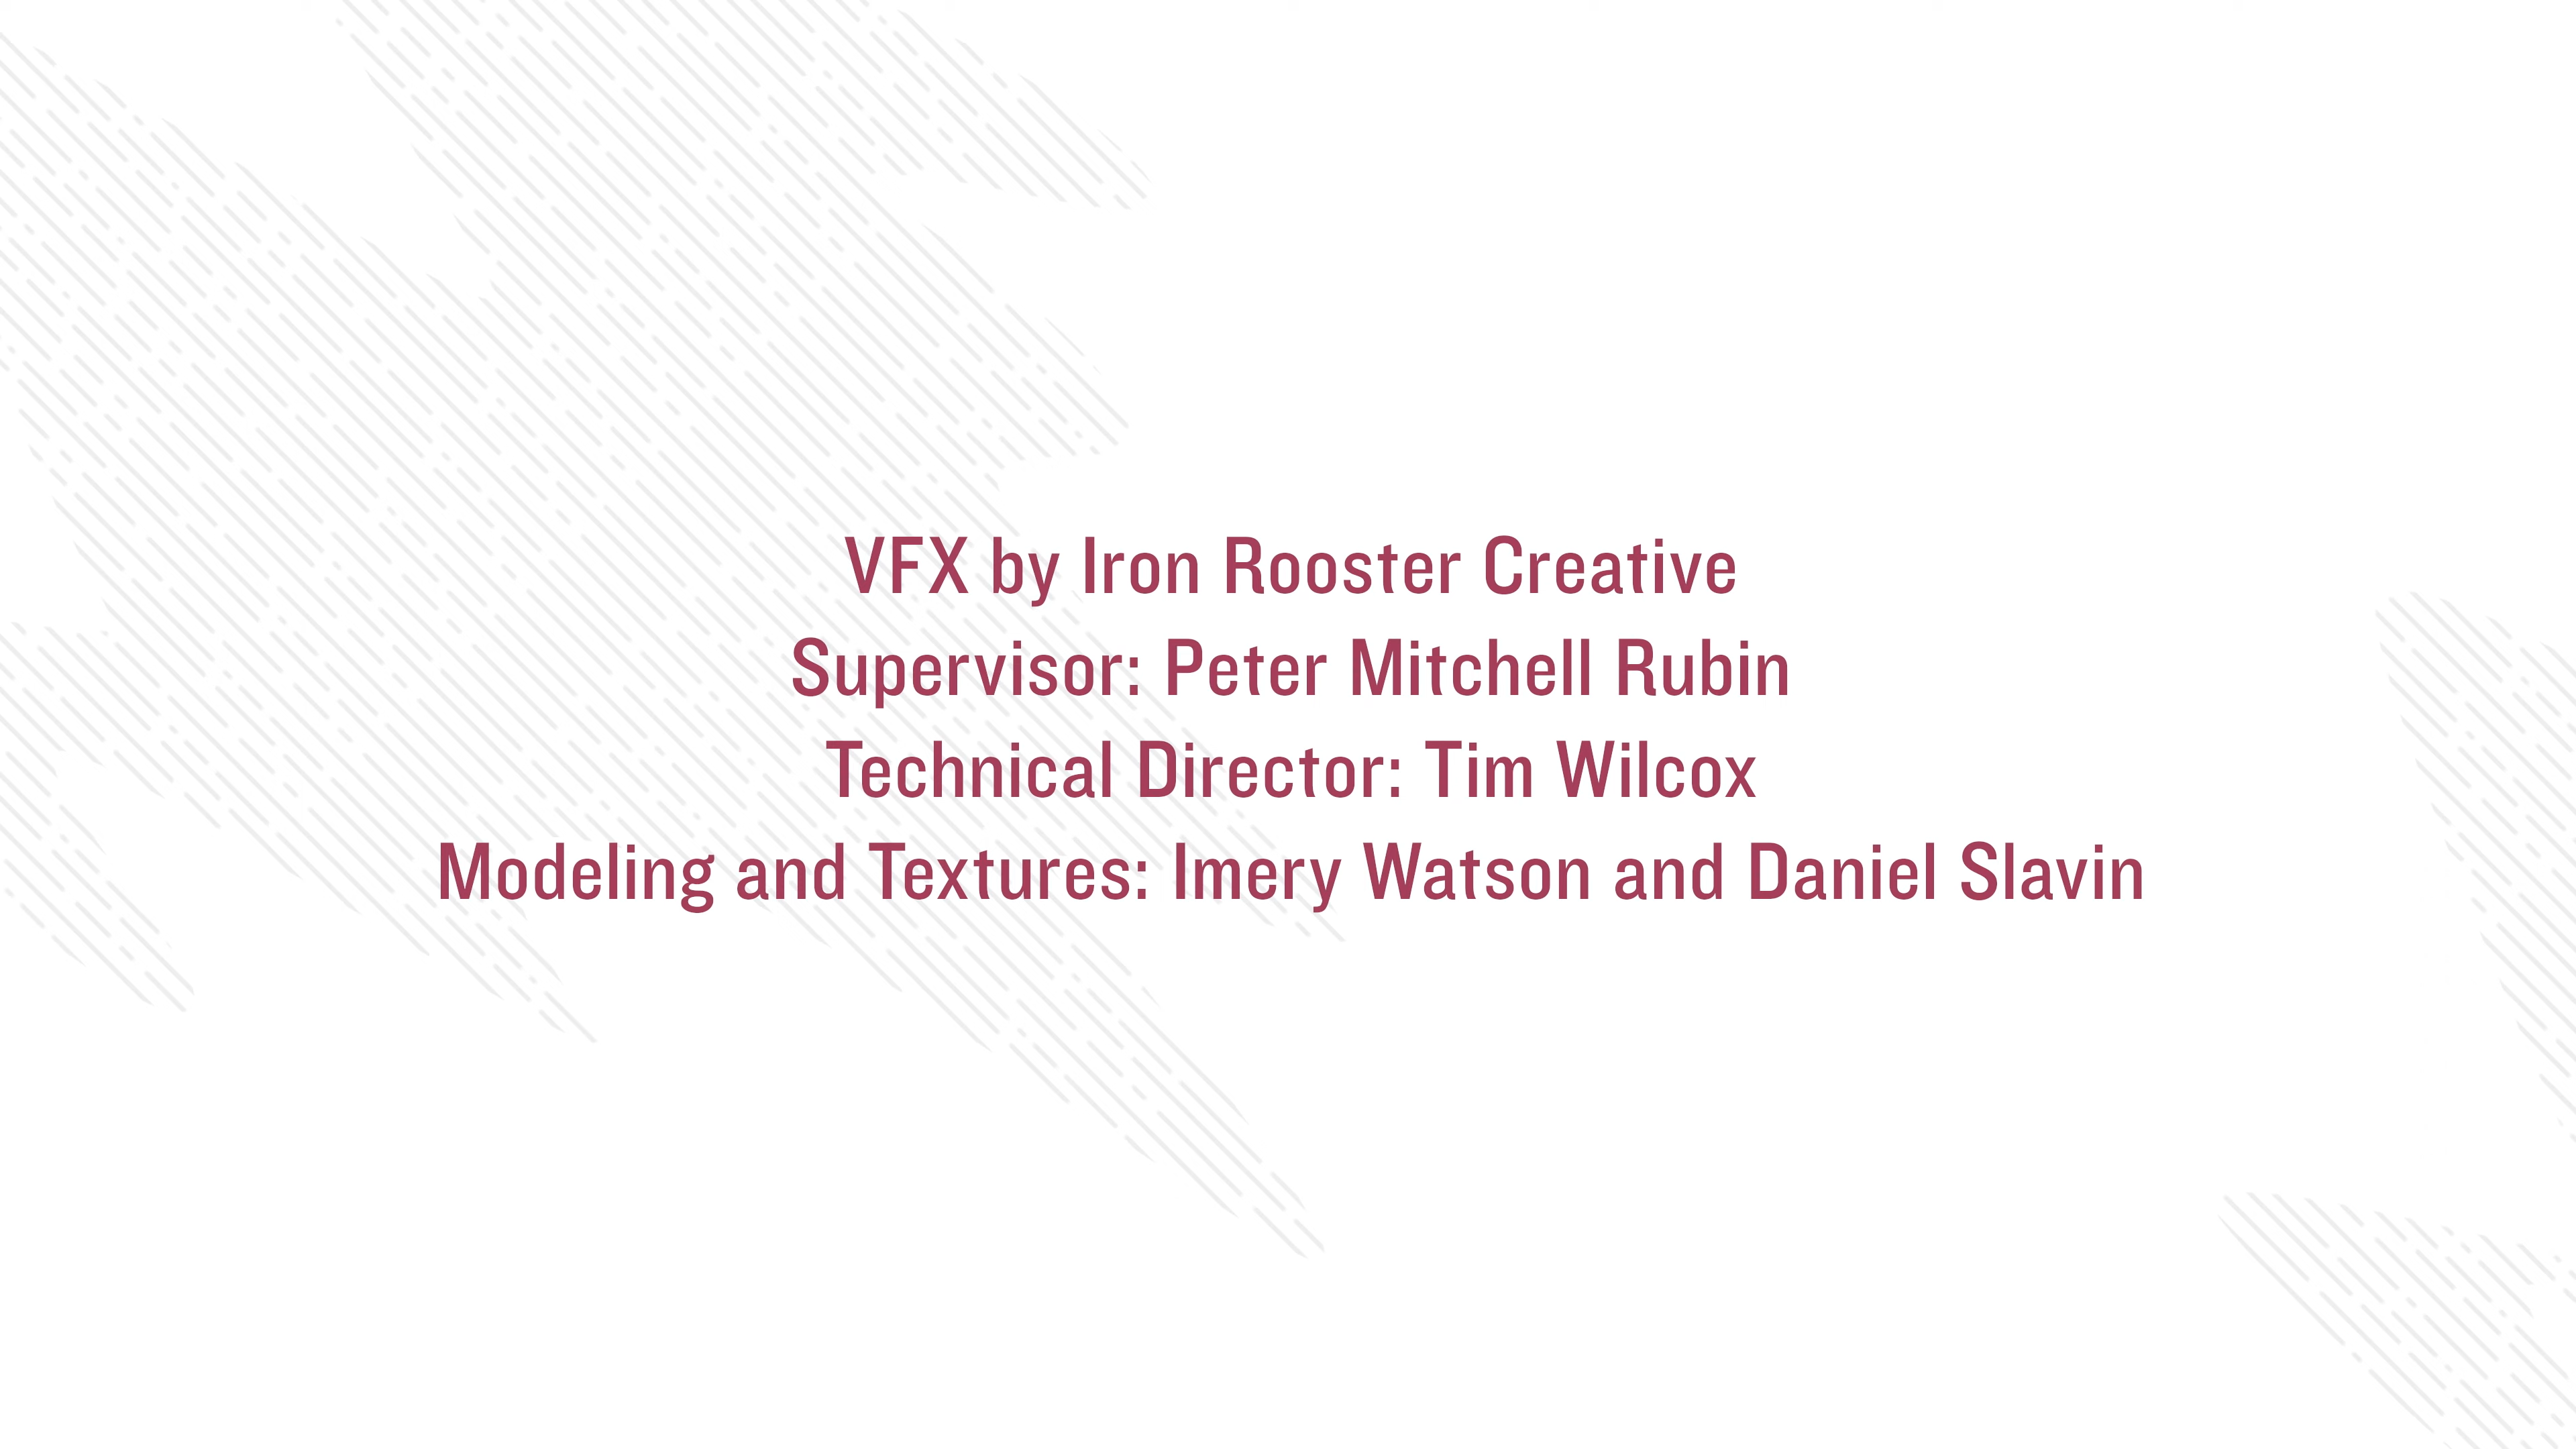 VFX by Iron Rooster Creative
Supervisor: Peter Mitchell Rubin
Technical Director: Tim Wilcox
Modeling and Textures: Imery Watson and Daniel Slavin